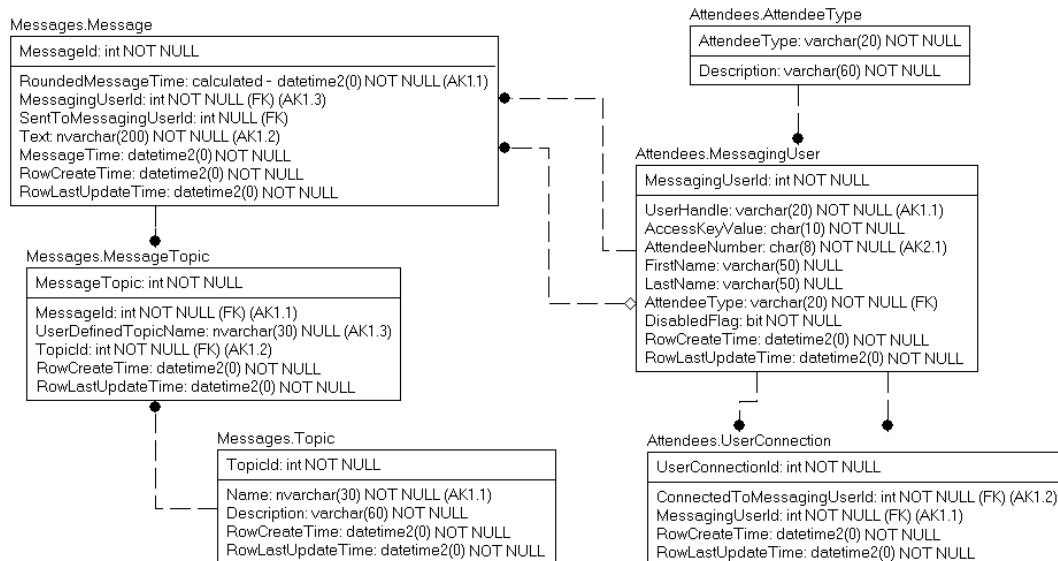 Messages.Message
MessageId: int NOT NULL
RoundedMessageTime: calculated - datetime2(0) NOT NULL (AK1.1)
MessagingUserId: int NOT NULL (FK) (AK1.3)
SentToMessagingUserId: int NULL (FK)
Text: nvarchar(200) NOT NULL (AK1.2)
MessageTime: datetime2(0) NOT NULL
RowCreateTime: datetime2(0) NOT NULL
RowLastUpdateTime: datetime2(0) NOT NULL
Attendees.AttendeeType
AttendeeType: varchar(20) NOT NULL
Description: varchar(60) NOT NULL
Attendees.MessagingUser
MessagingUserId: int NOT NULL
UserHandle: varchar(20) NOT NULL (AK1.1)
AccessKeyValue: char(10) NOT NULL
AttendeeNumber: char(8) NOT NULL (AK2.1)
FirstName: varchar(50) NULL
LastName: varchar(50) NULL
AttendeeType: varchar(20) NOT NULL (FK)
DisabledFlag: bit NOT NULL
RowCreateTime: datetime2(0) NOT NULL
RowLastUpdateTime: datetime2(0) NOT NULL
Messages.MessageTopic
MessageTopic: int NOT NULL
MessageId: int NOT NULL (FK) (AK1.1)
UserDefinedTopicName: nvarchar(30) NULL (AK1.3)
TopicId: int NOT NULL (FK) (AK1.2)
RowCreateTime: datetime2(0) NOT NULL
RowLastUpdateTime: datetime2(0) NOT NULL
Messages.Topic
TopicId: int NOT NULL
Name: nvarchar(30) NOT NULL (AK1.1)
Description: varchar(60) NOT NULL
RowCreateTime: datetime2(0) NOT NULL
RowLastUpdateTime: datetime2(0) NOT NULL
Attendees.UserConnection
UserConnectionId: int NOT NULL
ConnectedToMessagingUserId: int NOT NULL (FK) (AK1.2)
MessagingUserId: int NOT NULL (FK) (AK1.1)
RowCreateTime: datetime2(0) NOT NULL
RowLastUpdateTime: datetime2(0) NOT NULL